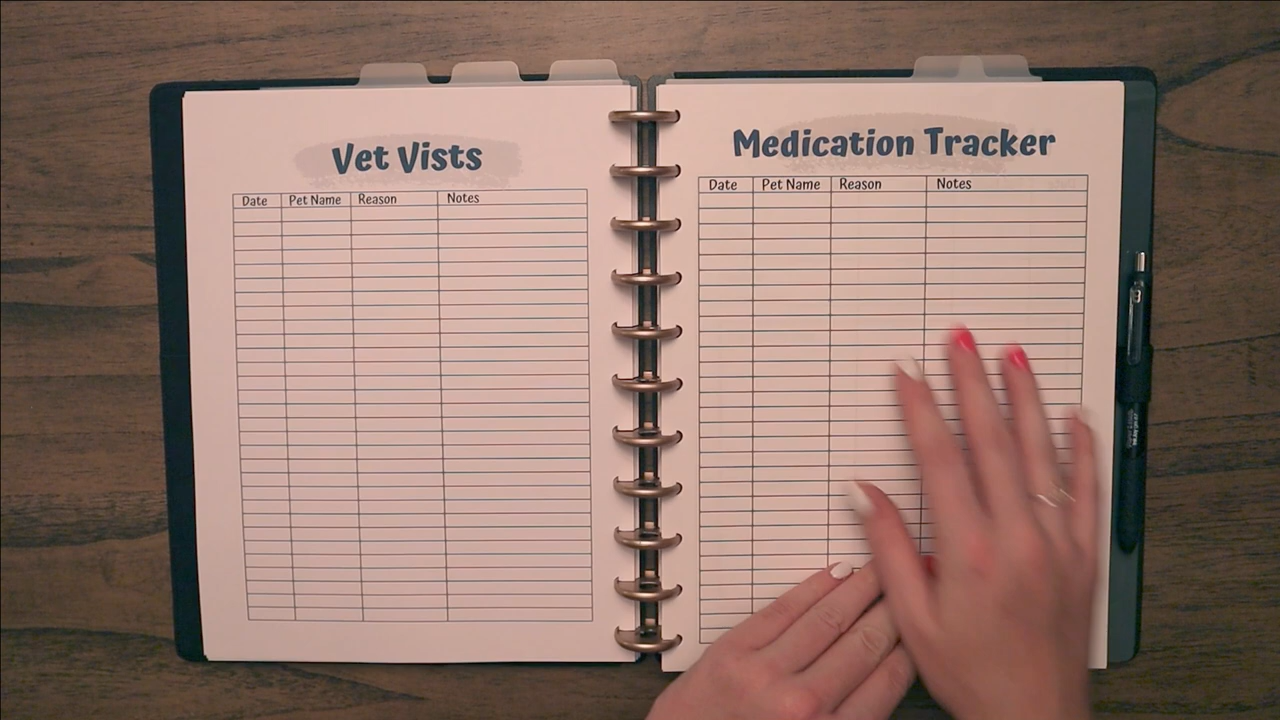 Vet Vists
Date Pet Name Reason Notes
Medication Tracker
Date Pet Name Reason Notes